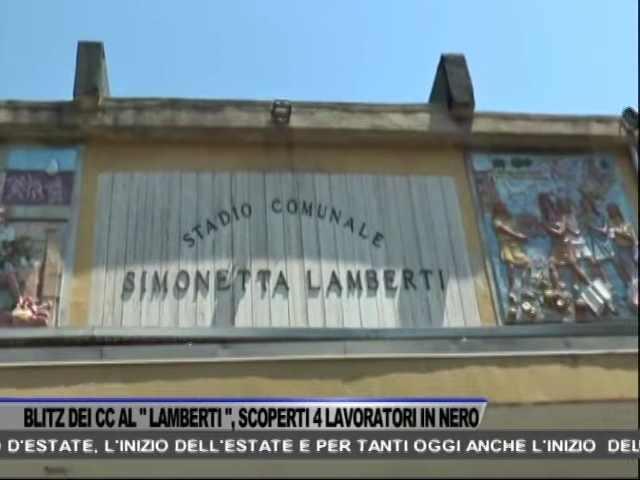 STADIO COMUNALE
SIMONETTA LAMBERTI
BLITZ DEI CC AL " LAMBERTI ", SCOPERTI 4 LAVORATORI IN NERO
D'ESTATE, L'INIZIO DELL'ESTATE E PER TANTI OGGI ANCHE L'INIZIO